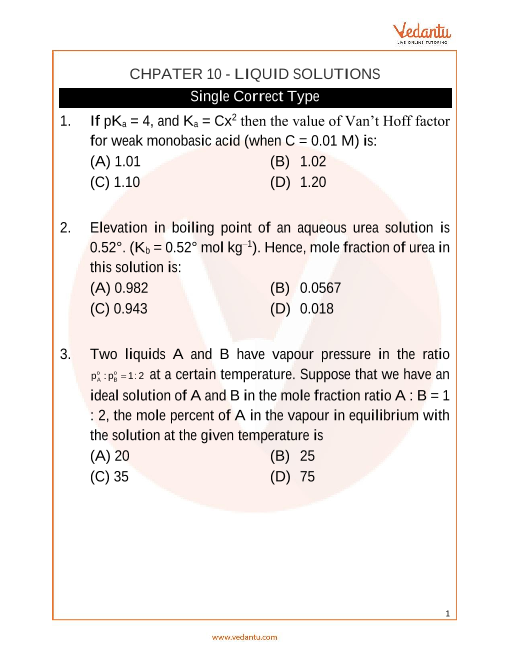 Vedantu
LIVE ONLINE TUTORING
CHPATER 10 - LIQUID SOLUTIONS
Single Correct Type
1. If pKₐ = 4, and Kₐ = Cx² then the value of Van't Hoff factor
for weak monobasic acid (when C = 0.01 M) is:
(A) 1.01 (B) 1.02
(C) 1.10 (D) 1.20
2. Elevation in boiling point of an aqueous urea solution is
0.52°. (K_b = 0.52° mol kg⁻¹). Hence, mole fraction of urea in
this solution is:
(A) 0.982 (B) 0.0567
(C) 0.943 (D) 0.018
3. Two liquids A and B have vapour pressure in the ratio
p°_A : p°_B = 1 : 2 at a certain temperature. Suppose that we have an
ideal solution of A and B in the mole fraction ratio A : B = 1
: 2, the mole percent of A in the vapour in equilibrium with
the solution at the given temperature is
(A) 20 (B) 25
(C) 35 (D) 75
1
www.vedantu.com